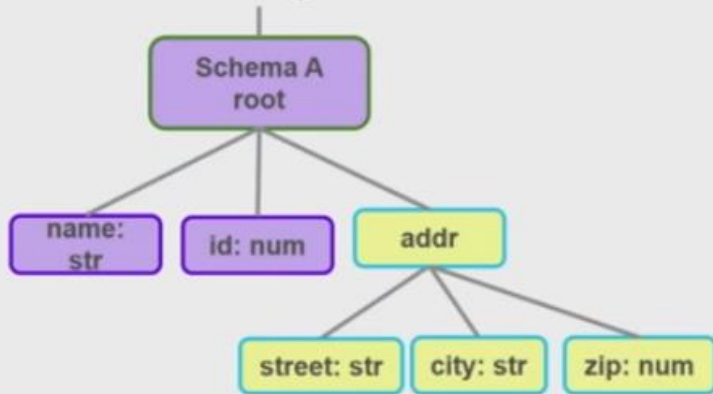 Schema A
root
name:
str
id: num
addr
street: str
city: str
zip: num